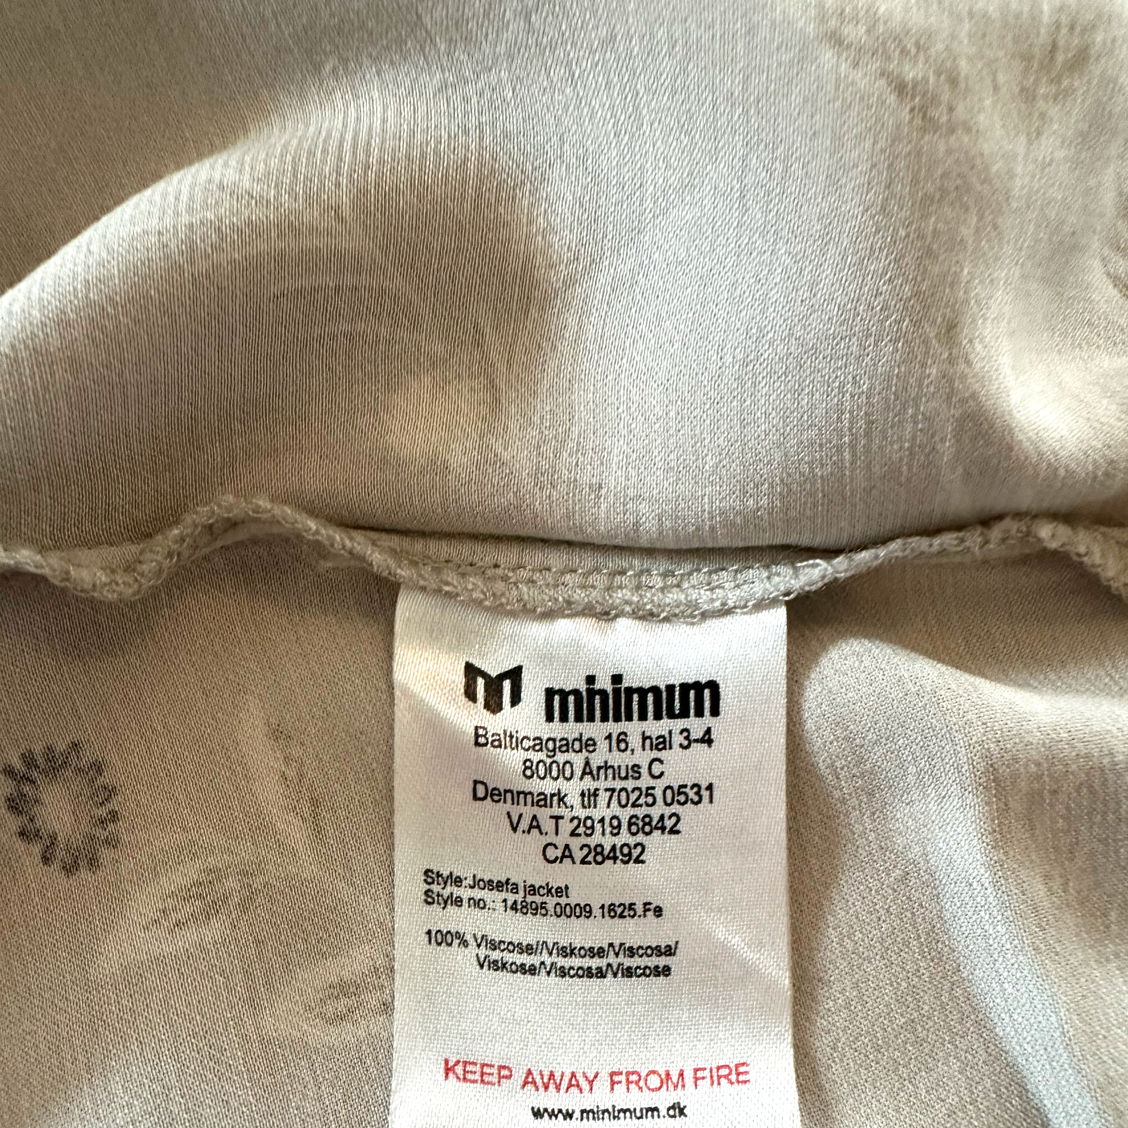 minimum
Balticagade 16, hal 3-4
8000 Århus C
Denmark, tlf 7025 0531
V.A.T 2919 6842
CA 28492
Style:Josefa jacket
Style no.: 14895.0009.1625.Fe
100% Viscose//Viskose/Viscosa/
Viskose/Viscosa/Viscose
KEEP AWAY FROM FIRE
www.minimum.dk